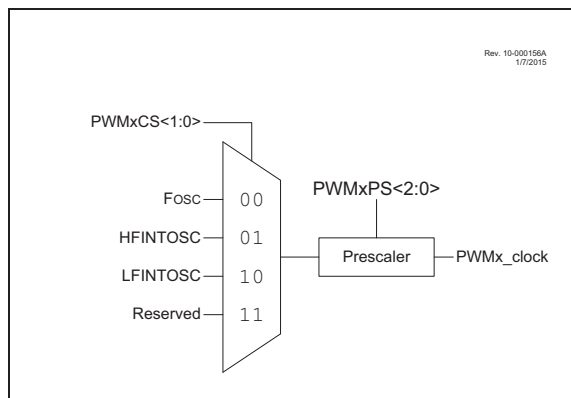 Rev. 10-000156A
1/7/2015
PWMxCS<1:0>
PWMxPS<2:0>
FOSC 00
HFINTOSC 01
Prescaler
PWMx_clock
LFINTOSC 10
Reserved 11